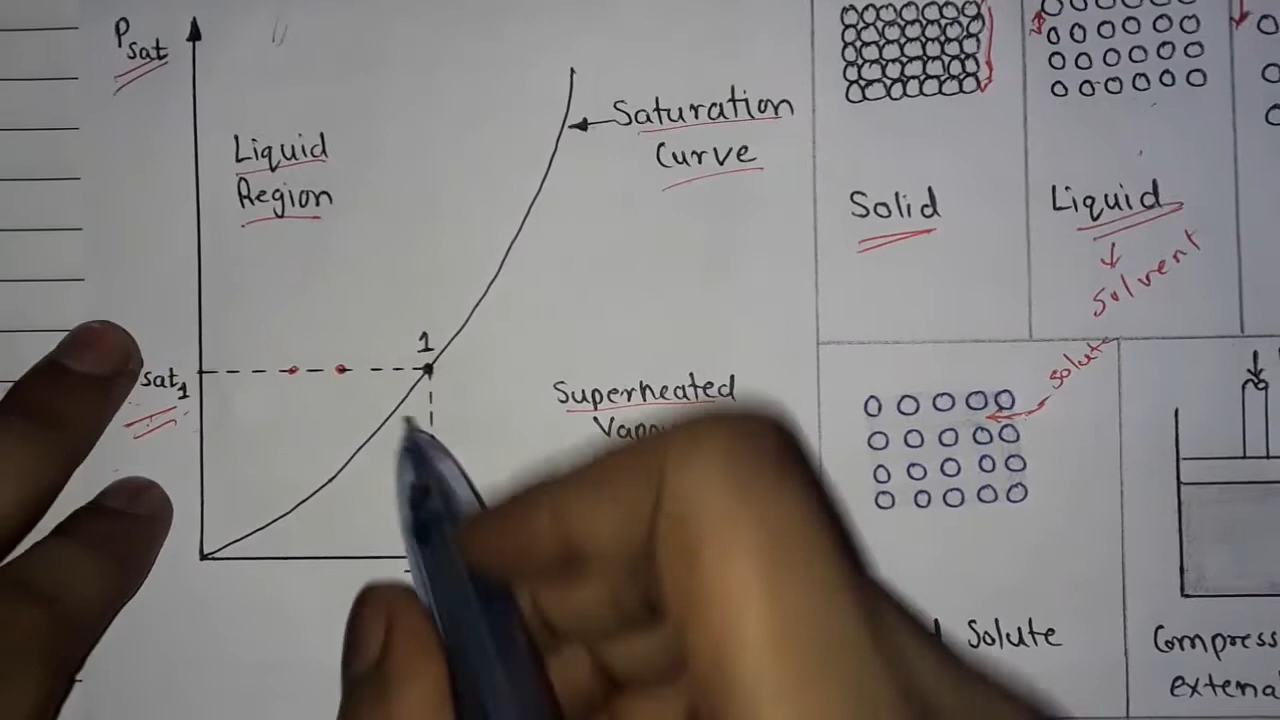 Psat
Liquid
Region
Saturation
Curve
1
sat1
Superheated
Solid
Liquid
Solvent
Solute
Solute
Compress
externa